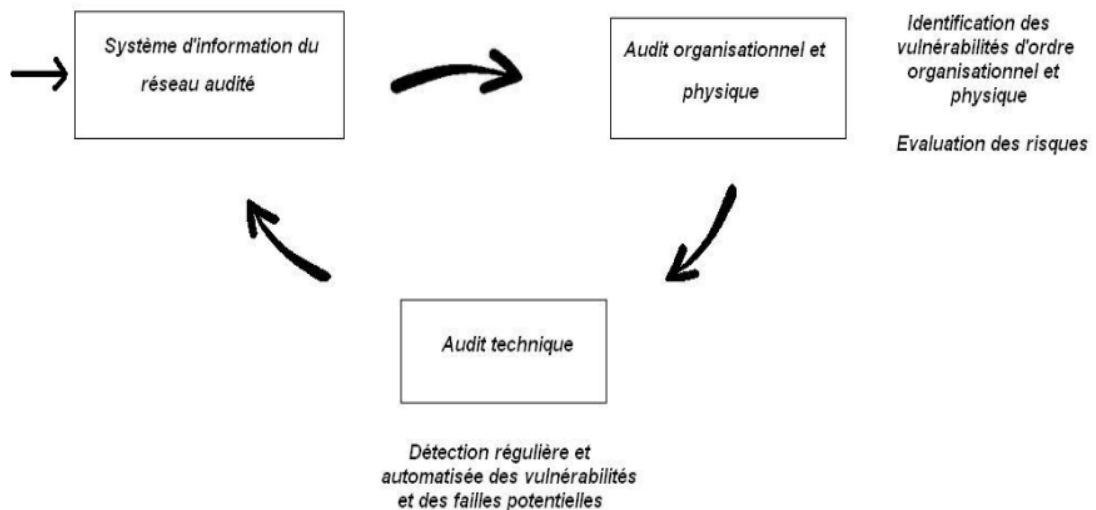 Système d'information du
réseau audité
Audit organisationnel et
physique
Identification des
vulnérabilités d'ordre
organisationnel et
physique
Evaluation des risques
Audit technique
Détection régulière et
automatisée des vulnérabilités
et des failles potentielles